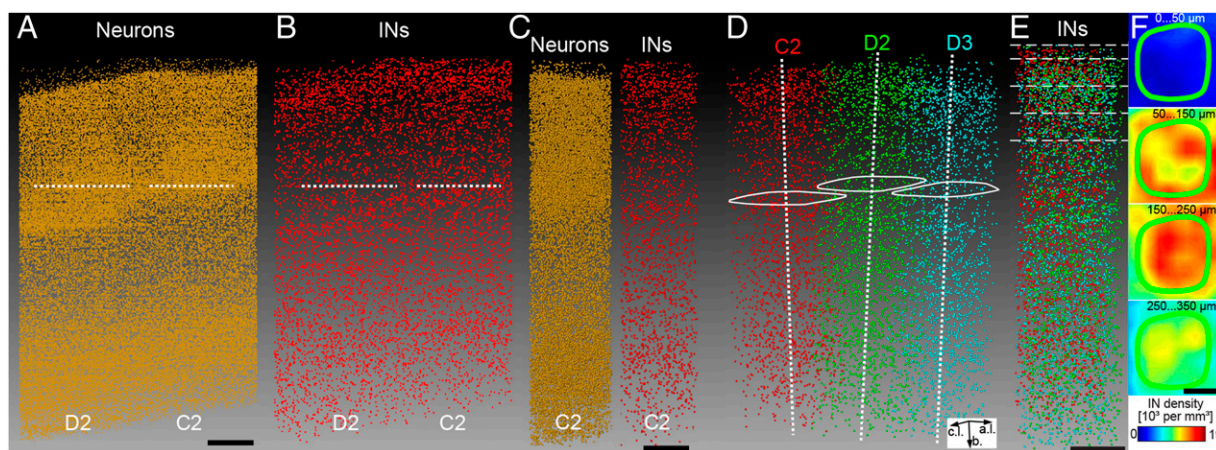 A
Neurons
D2
C2
B
INs
D2
C2
C
Neurons
INs
C2
C2
D
C2
D2
D3
c.l.
a.l.
b.
E
INs
F
0...50 µm
50...150 µm
150...250 µm
250...350 µm
IN density
[10³ per mm³]
0